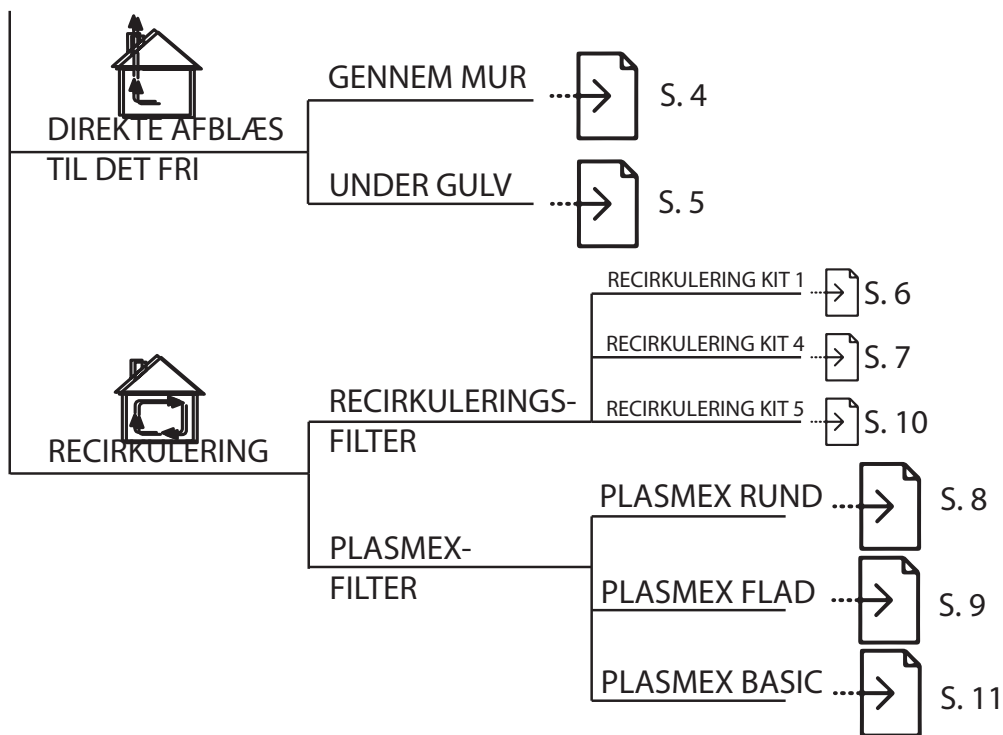 GENNEM MUR
S. 4
DIREKTE AFBLÆS
TIL DET FRI
UNDER GULV
S. 5
RECIRKULERING KIT 1
S. 6
RECIRKULERING KIT 4
S. 7
RECIRKULERINGS-
FILTER
RECIRKULERING KIT 5
S. 10
RECIRKULERING
PLASMEX RUND
S. 8
PLASMEX-
FILTER
PLASMEX FLAD
S. 9
PLASMEX BASIC
S. 11